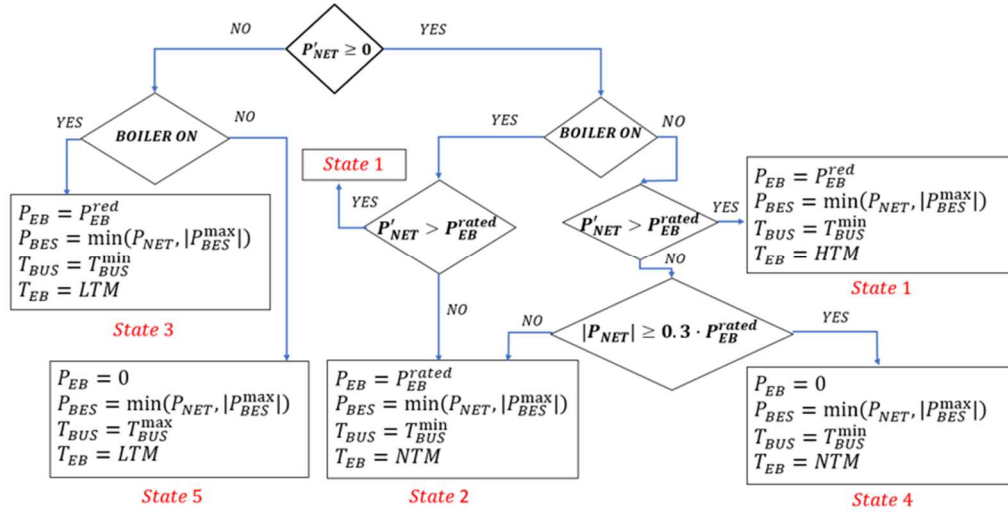 P'_NET ≥ 0
NO
YES
BOILER ON
YES
NO
BOILER ON
YES
NO
State 1
YES
P'_NET > P_EB^rated
NO
P'_NET > P_EB^rated
YES
NO
P_EB = P_EB^red
P_BES = min(P_NET, |P_BES^max|)
T_BUS = T_BUS^min
T_EB = HTM
State 1
P_EB = P_EB^red
P_BES = min(P_NET, |P_BES^max|)
T_BUS = T_BUS^min
T_EB = LTM
State 3
|P_NET| ≥ 0.3 · P_EB^rated
NO
YES
P_EB = 0
P_BES = min(P_NET, |P_BES^max|)
T_BUS = T_BUS^max
T_EB = LTM
State 5
P_EB = P_EB^rated
P_BES = min(P_NET, |P_BES^max|)
T_BUS = T_BUS^min
T_EB = NTM
State 2
P_EB = 0
P_BES = min(P_NET, |P_BES^max|)
T_BUS = T_BUS^min
T_EB = NTM
State 4